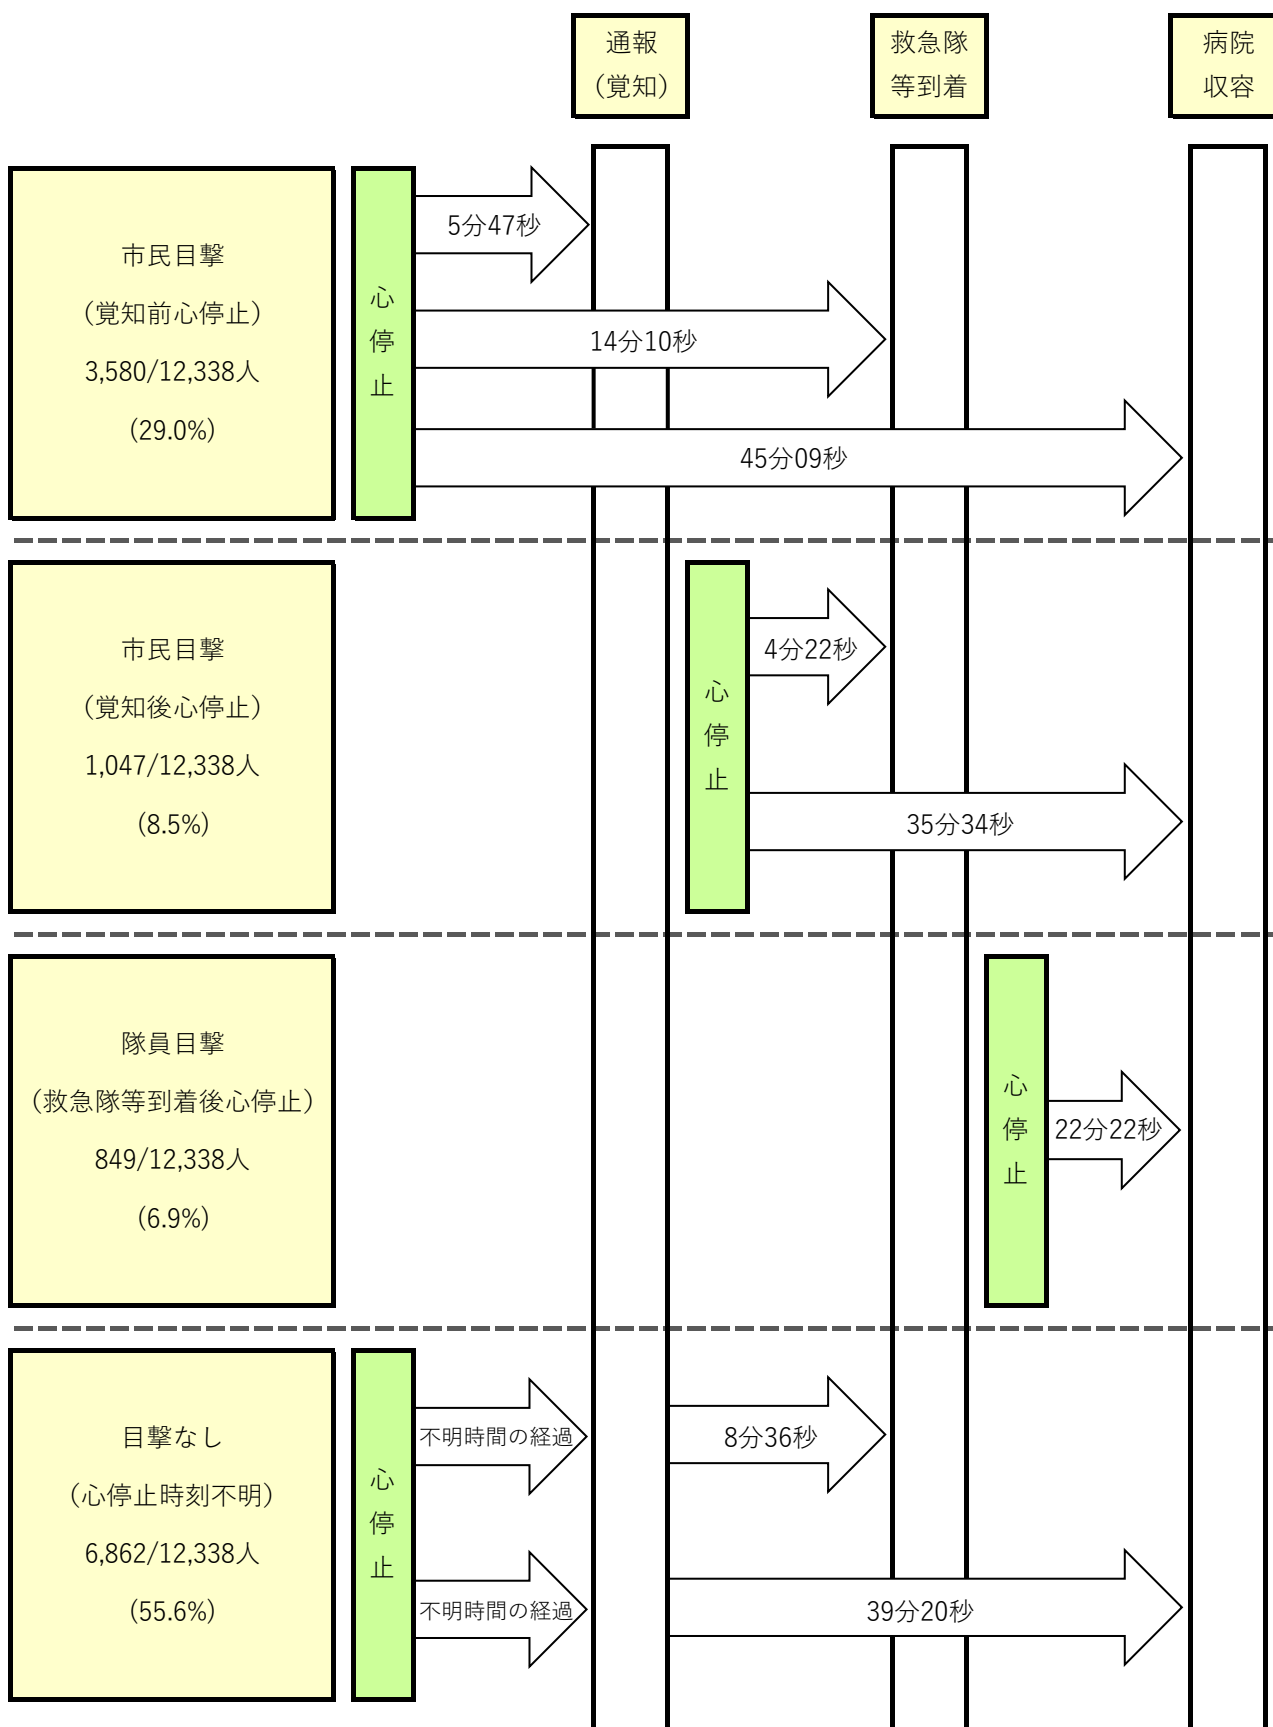 通報
（覚知）
救急隊
等到着
病院
収容
市民目撃
（覚知前心停止）
3,580/12,338人
（29.0%）
心
停
止
5分47秒
14分10秒
45分09秒
市民目撃
（覚知後心停止）
1,047/12,338人
（8.5%）
心
停
止
4分22秒
35分34秒
隊員目撃
（救急隊等到着後心停止）
849/12,338人
（6.9%）
心
停
止
22分22秒
目撃なし
（心停止時刻不明）
6,862/12,338人
（55.6%）
心
停
止
不明時間の経過
8分36秒
不明時間の経過
39分20秒